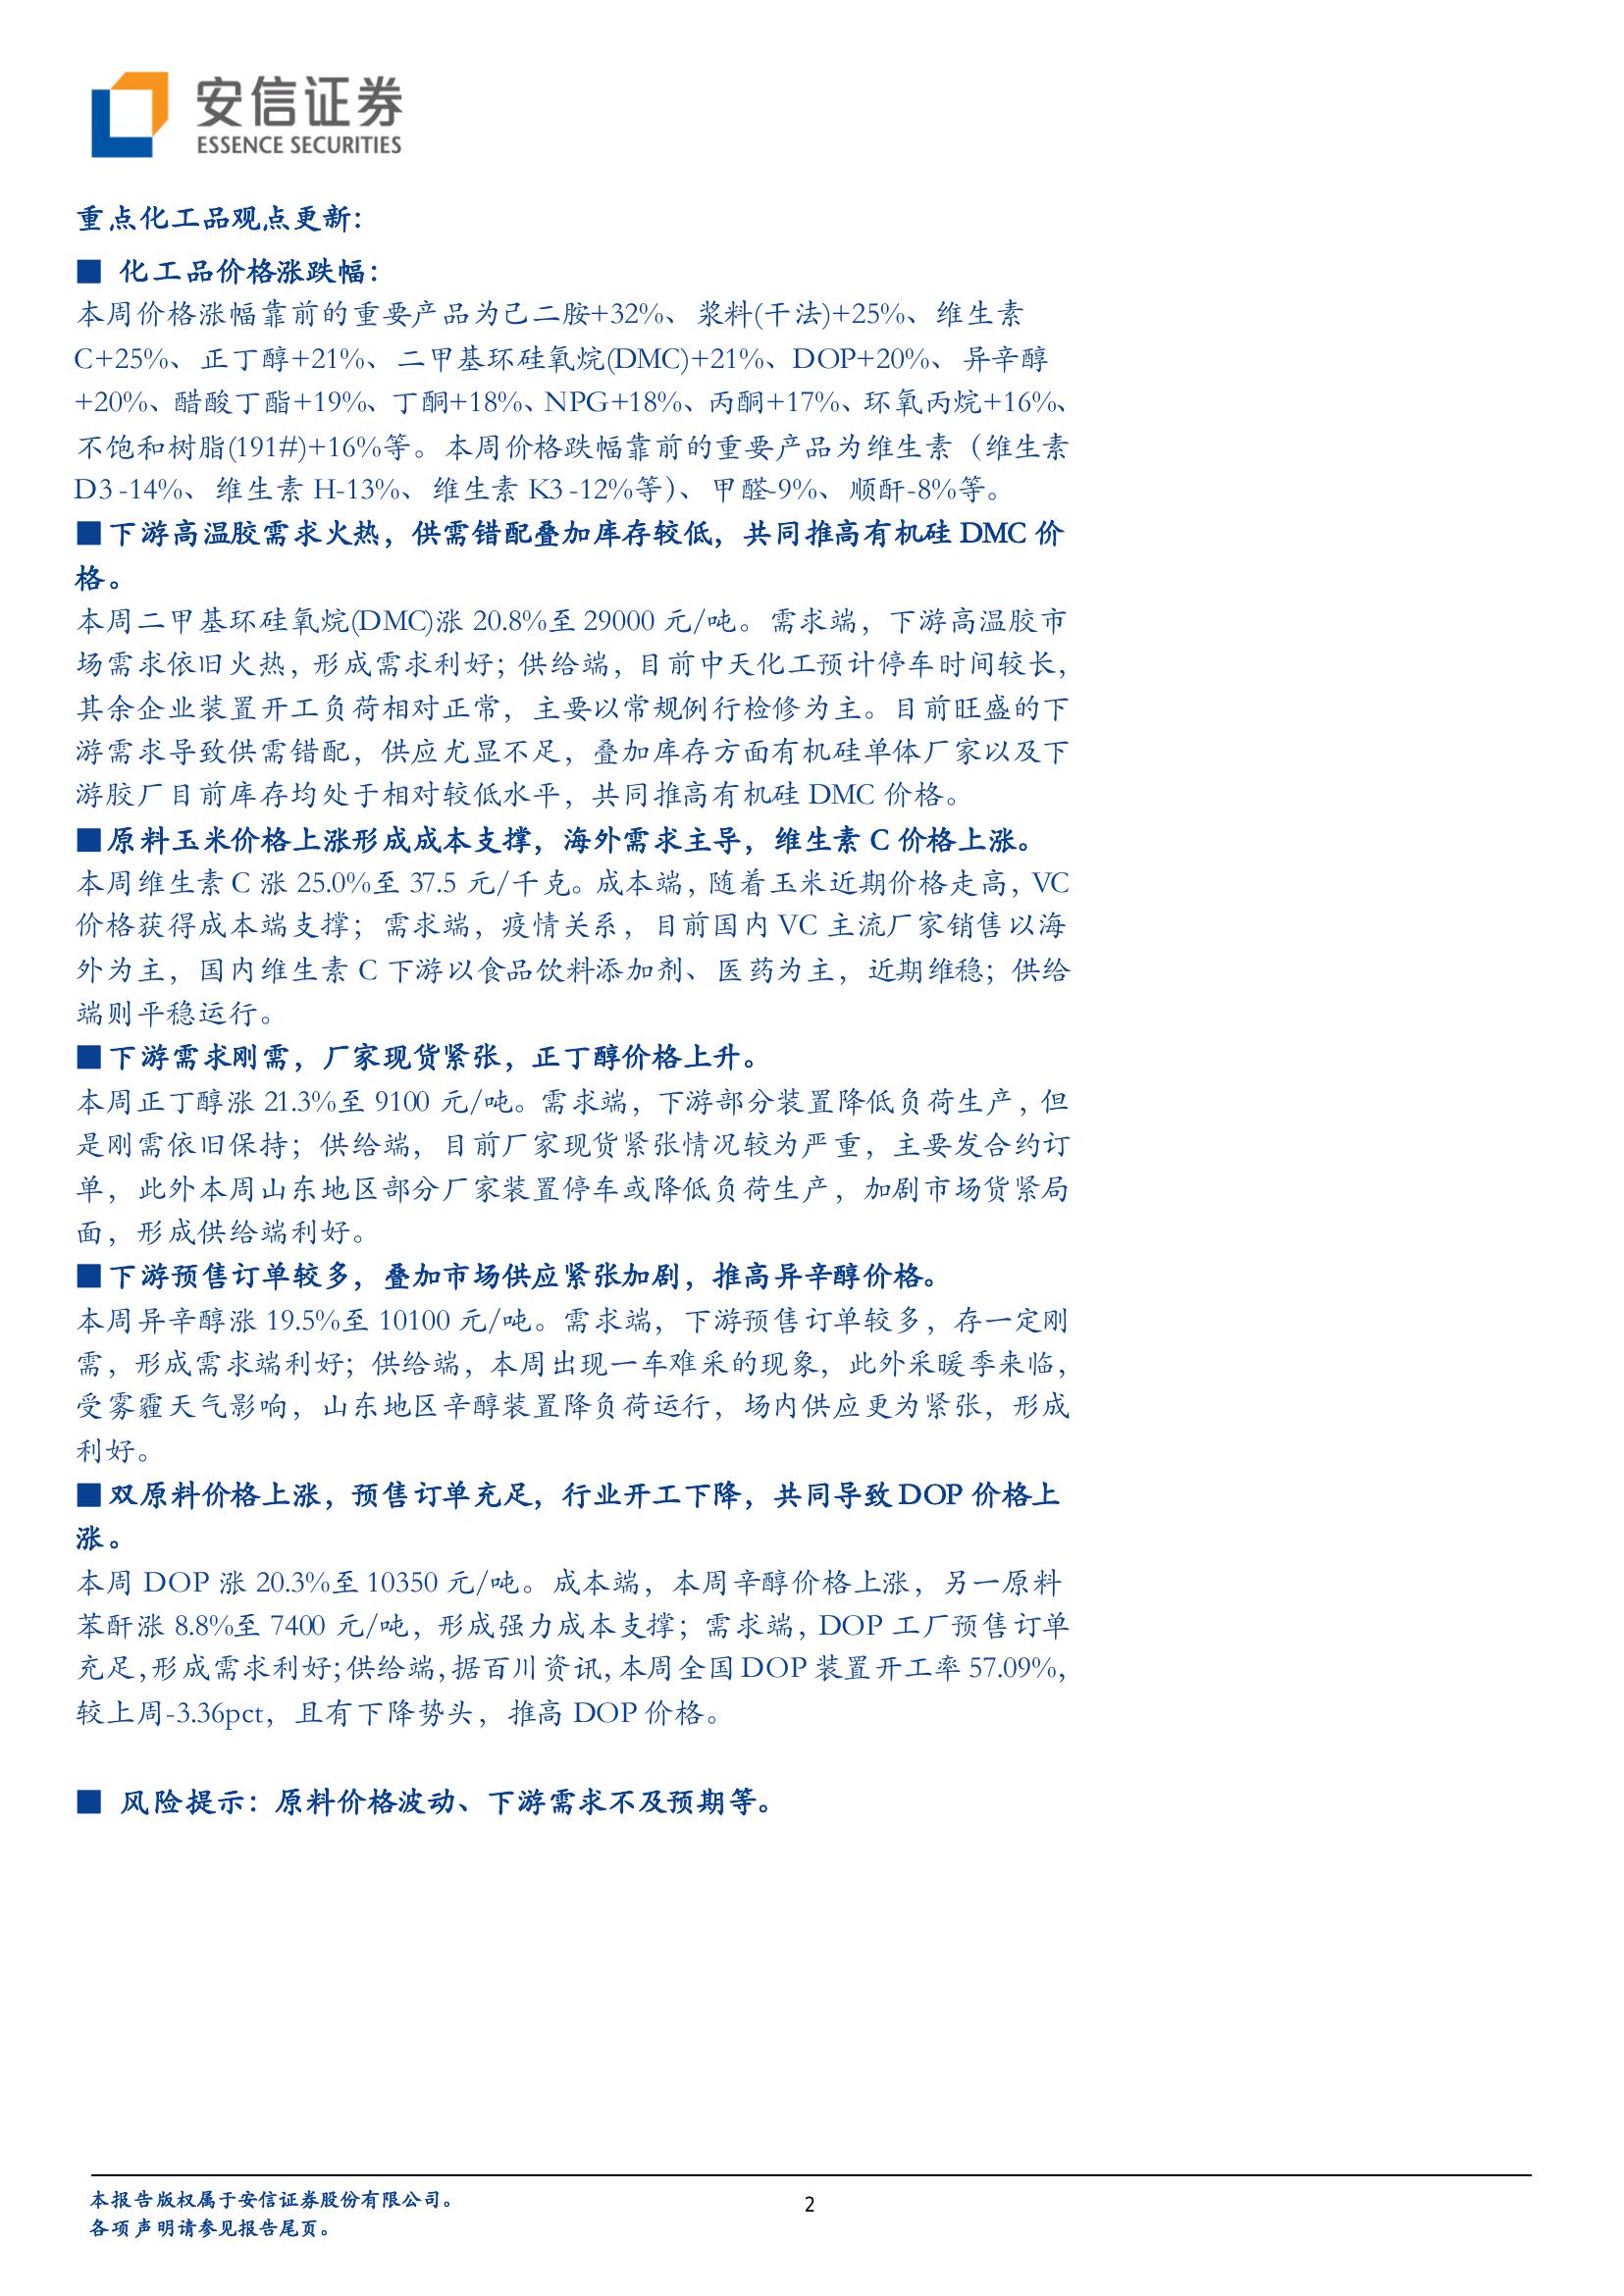 安信证券
ESSENCE SECURITIES
重点化工品观点更新：
■ 化工品价格涨跌幅：
本周价格涨幅靠前的重要产品为己二胺+32%、浆料(干法)+25%、维生素
C+25%、正丁醇+21%、二甲基环硅氧烷(DMC)+21%、DOP+20%、异辛醇
+20%、醋酸丁酯+19%、丁酮+18%、NPG+18%、丙酮+17%、环氧丙烷+16%、
不饱和树脂(191#)+16%等。本周价格跌幅靠前的重要产品为维生素（维生素
D3 -14%、维生素 H-13%、维生素 K3 -12%等）、甲醛-9%、顺酐-8%等。
■下游高温胶需求火热，供需错配叠加库存较低，共同推高有机硅 DMC 价
格。
本周二甲基环硅氧烷(DMC)涨 20.8%至 29000 元/吨。需求端，下游高温胶市
场需求依旧火热，形成需求利好；供给端，目前中天化工预计停车时间较长，
其余企业装置开工负荷相对正常，主要以常规例行检修为主。目前旺盛的下
游需求导致供需错配，供应尤显不足，叠加库存方面有机硅单体厂家以及下
游胶厂目前库存均处于相对较低水平，共同推高有机硅 DMC 价格。
■原料玉米价格上涨形成成本支撑，海外需求主导，维生素 C 价格上涨。
本周维生素 C 涨 25.0%至 37.5 元/千克。成本端，随着玉米近期价格走高，VC
价格获得成本端支撑；需求端，疫情关系，目前国内 VC 主流厂家销售以海
外为主，国内维生素 C 下游以食品饮料添加剂、医药为主，近期维稳；供给
端则平稳运行。
■下游需求刚需，厂家现货紧张，正丁醇价格上升。
本周正丁醇涨 21.3%至 9100 元/吨。需求端，下游部分装置降低负荷生产，但
是刚需依旧保持；供给端，目前厂家现货紧张情况较为严重，主要发合约订
单，此外本周山东地区部分厂家装置停车或降低负荷生产，加剧市场货紧局
面，形成供给端利好。
■下游预售订单较多，叠加市场供应紧张加剧，推高异辛醇价格。
本周异辛醇涨 19.5%至 10100 元/吨。需求端，下游预售订单较多，存一定刚
需，形成需求端利好；供给端，本周出现一车难采的现象，此外采暖季来临，
受雾霾天气影响，山东地区辛醇装置降负荷运行，场内供应更为紧张，形成
利好。
■双原料价格上涨，预售订单充足，行业开工下降，共同导致 DOP 价格上
涨。
本周 DOP 涨 20.3%至 10350 元/吨。成本端，本周辛醇价格上涨，另一原料
苯酐涨 8.8%至 7400 元/吨，形成强力成本支撑；需求端，DOP 工厂预售订单
充足，形成需求利好；供给端，据百川资讯，本周全国 DOP 装置开工率 57.09%，
较上周-3.36pct，且有下降势头，推高 DOP 价格。
■ 风险提示：原料价格波动、下游需求不及预期等。
本报告版权属于安信证券股份有限公司。
2
各项声明请参见报告尾页。